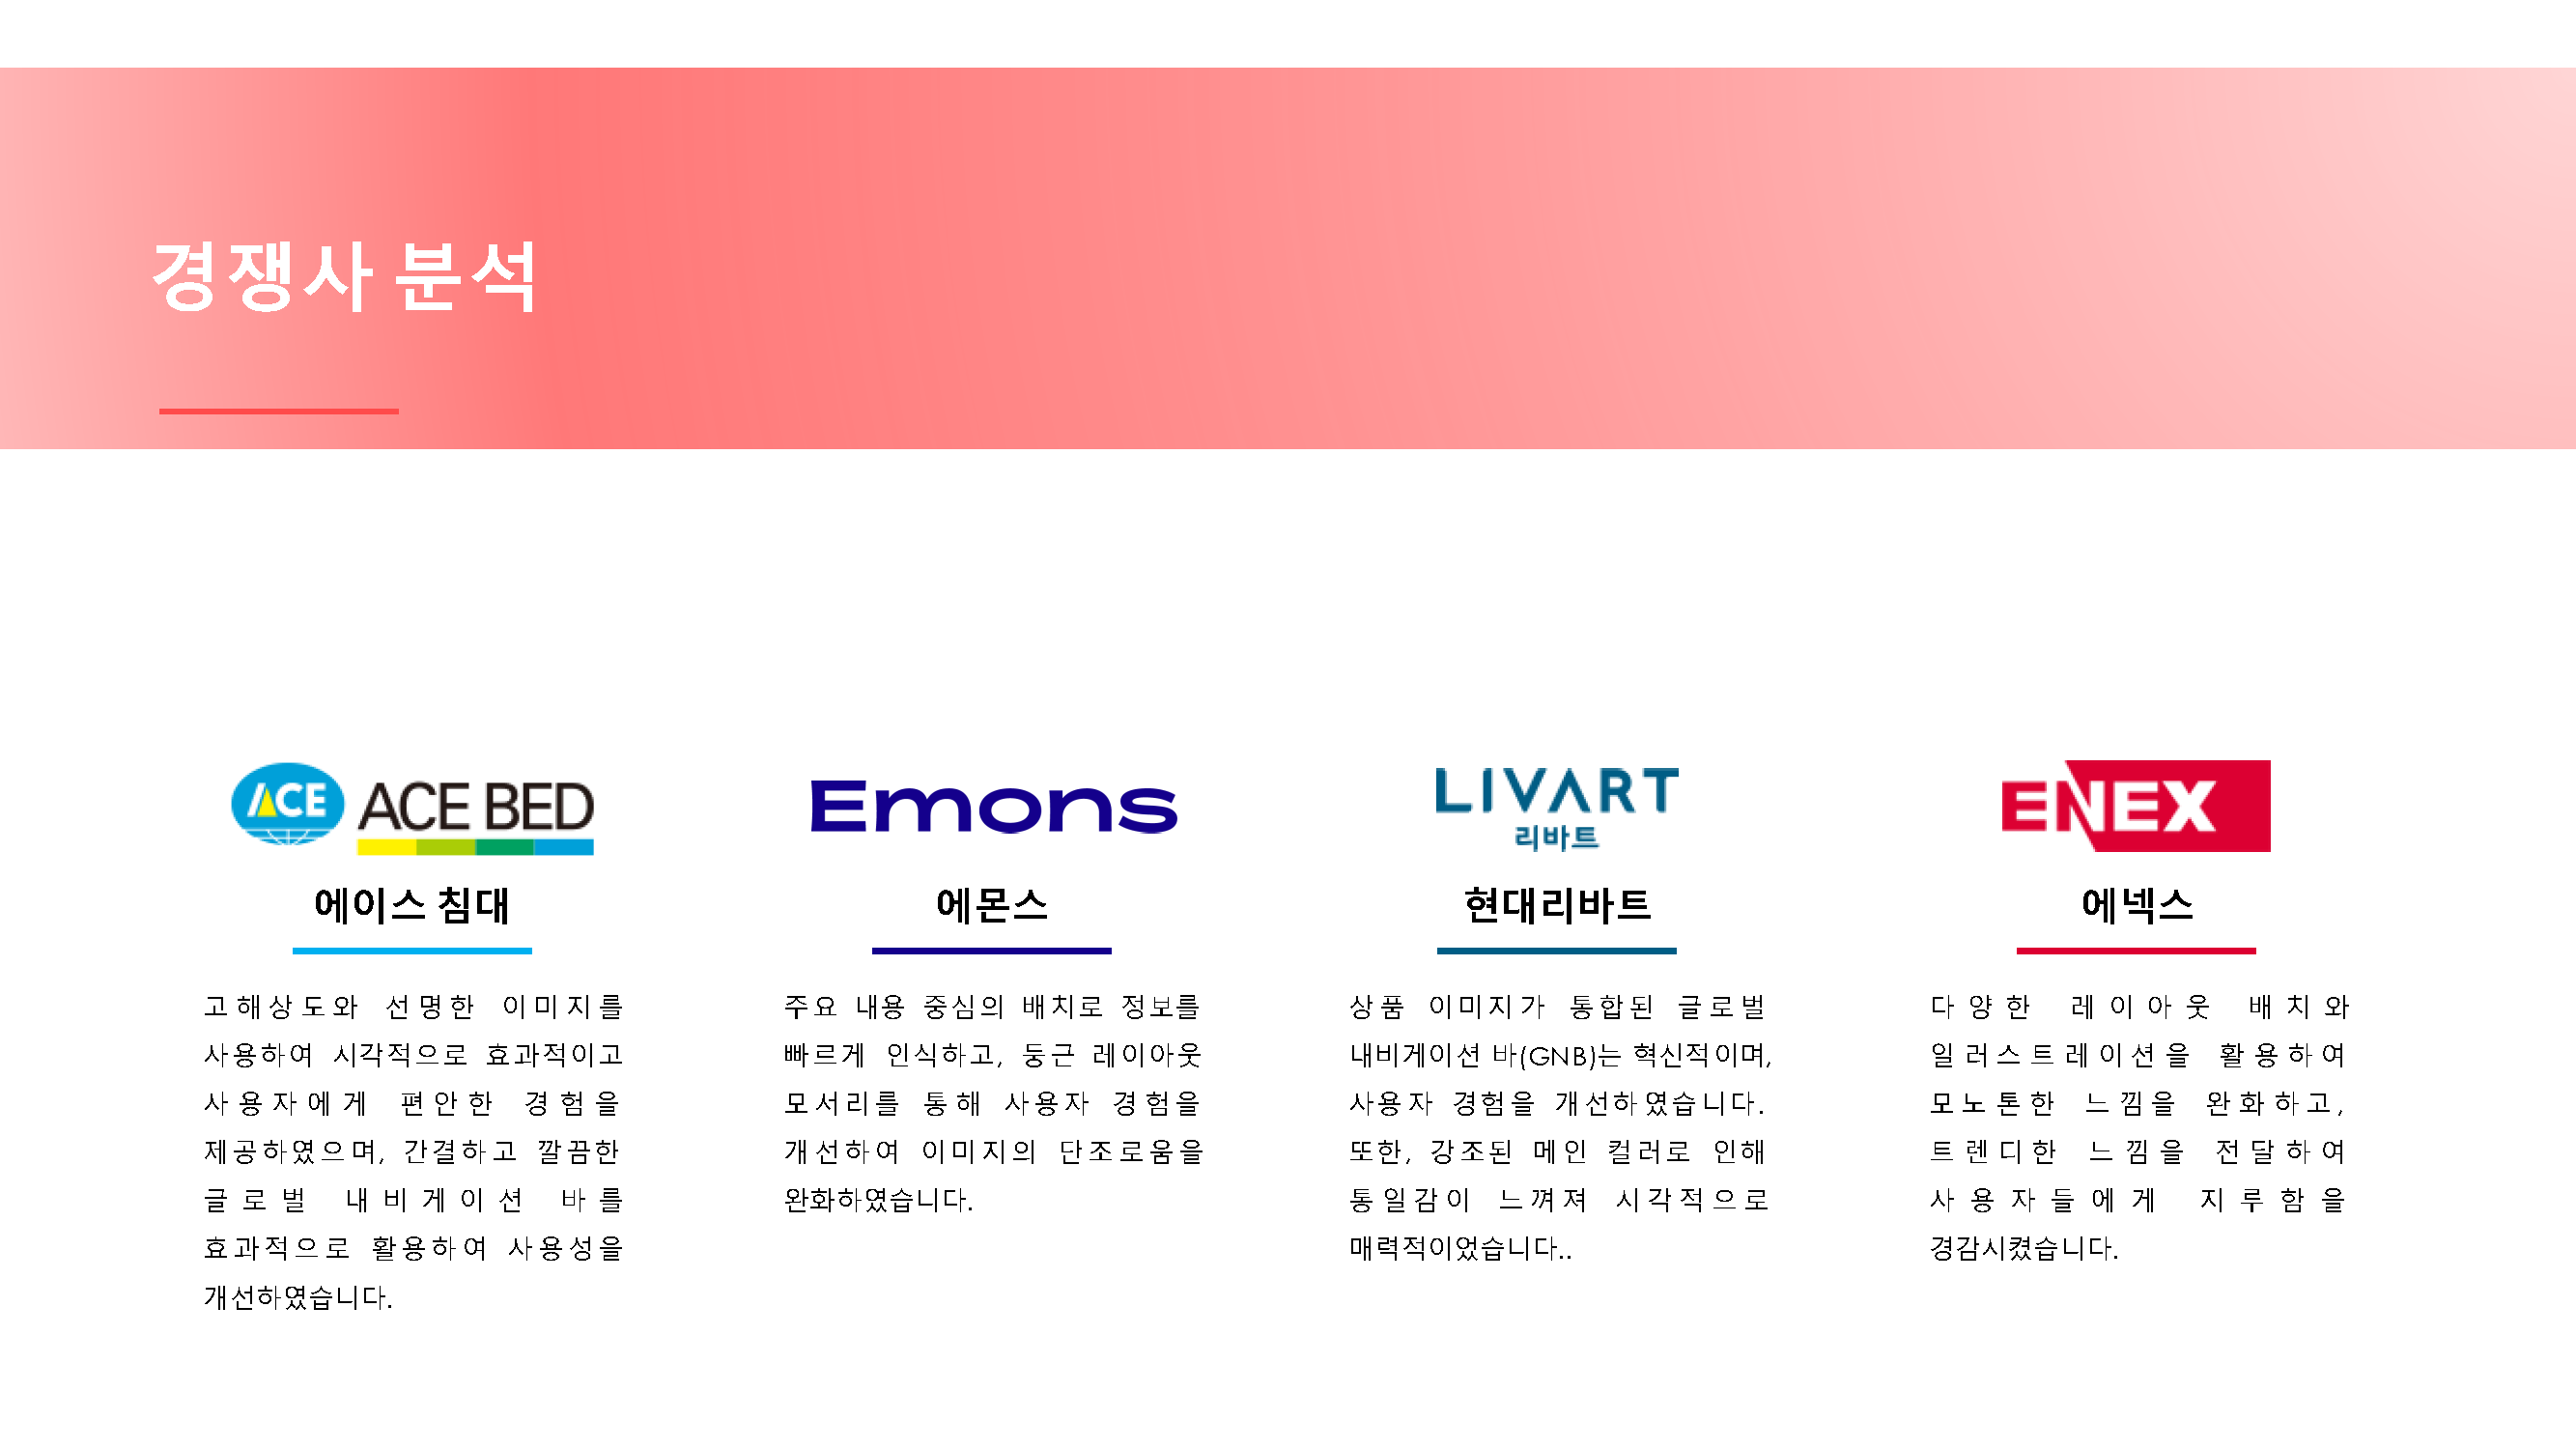 경쟁사 분석
ACE ACE BED
에이스 침대
고해상도와 선명한 이미지를
사용하여 시각적으로 효과적이고
사용자에게 편안한 경험을
제공하였으며, 간결하고 깔끔한
글로벌 내비게이션 바를
효과적으로 활용하여 사용성을
개선하였습니다.
Emons
에몬스
주요 내용 중심의 배치로 정보를
빠르게 인식하고, 둥근 레이아웃
모서리를 통해 사용자 경험을
개선하여 이미지의 단조로움을
완화하였습니다.
LIVART
리바트
현대리바트
상품 이미지가 통합된 글로벌
내비게이션 바(GNB)는 혁신적이며,
사용자 경험을 개선하였습니다.
또한, 강조된 메인 컬러로 인해
통일감이 느껴져 시각적으로
매력적이었습니다..
ENEX
에넥스
다양한 레이아웃 배치와
일러스트레이션을 활용하여
모노톤한 느낌을 완화하고,
트렌디한 느낌을 전달하여
사용자들에게 지루함을
경감시켰습니다.